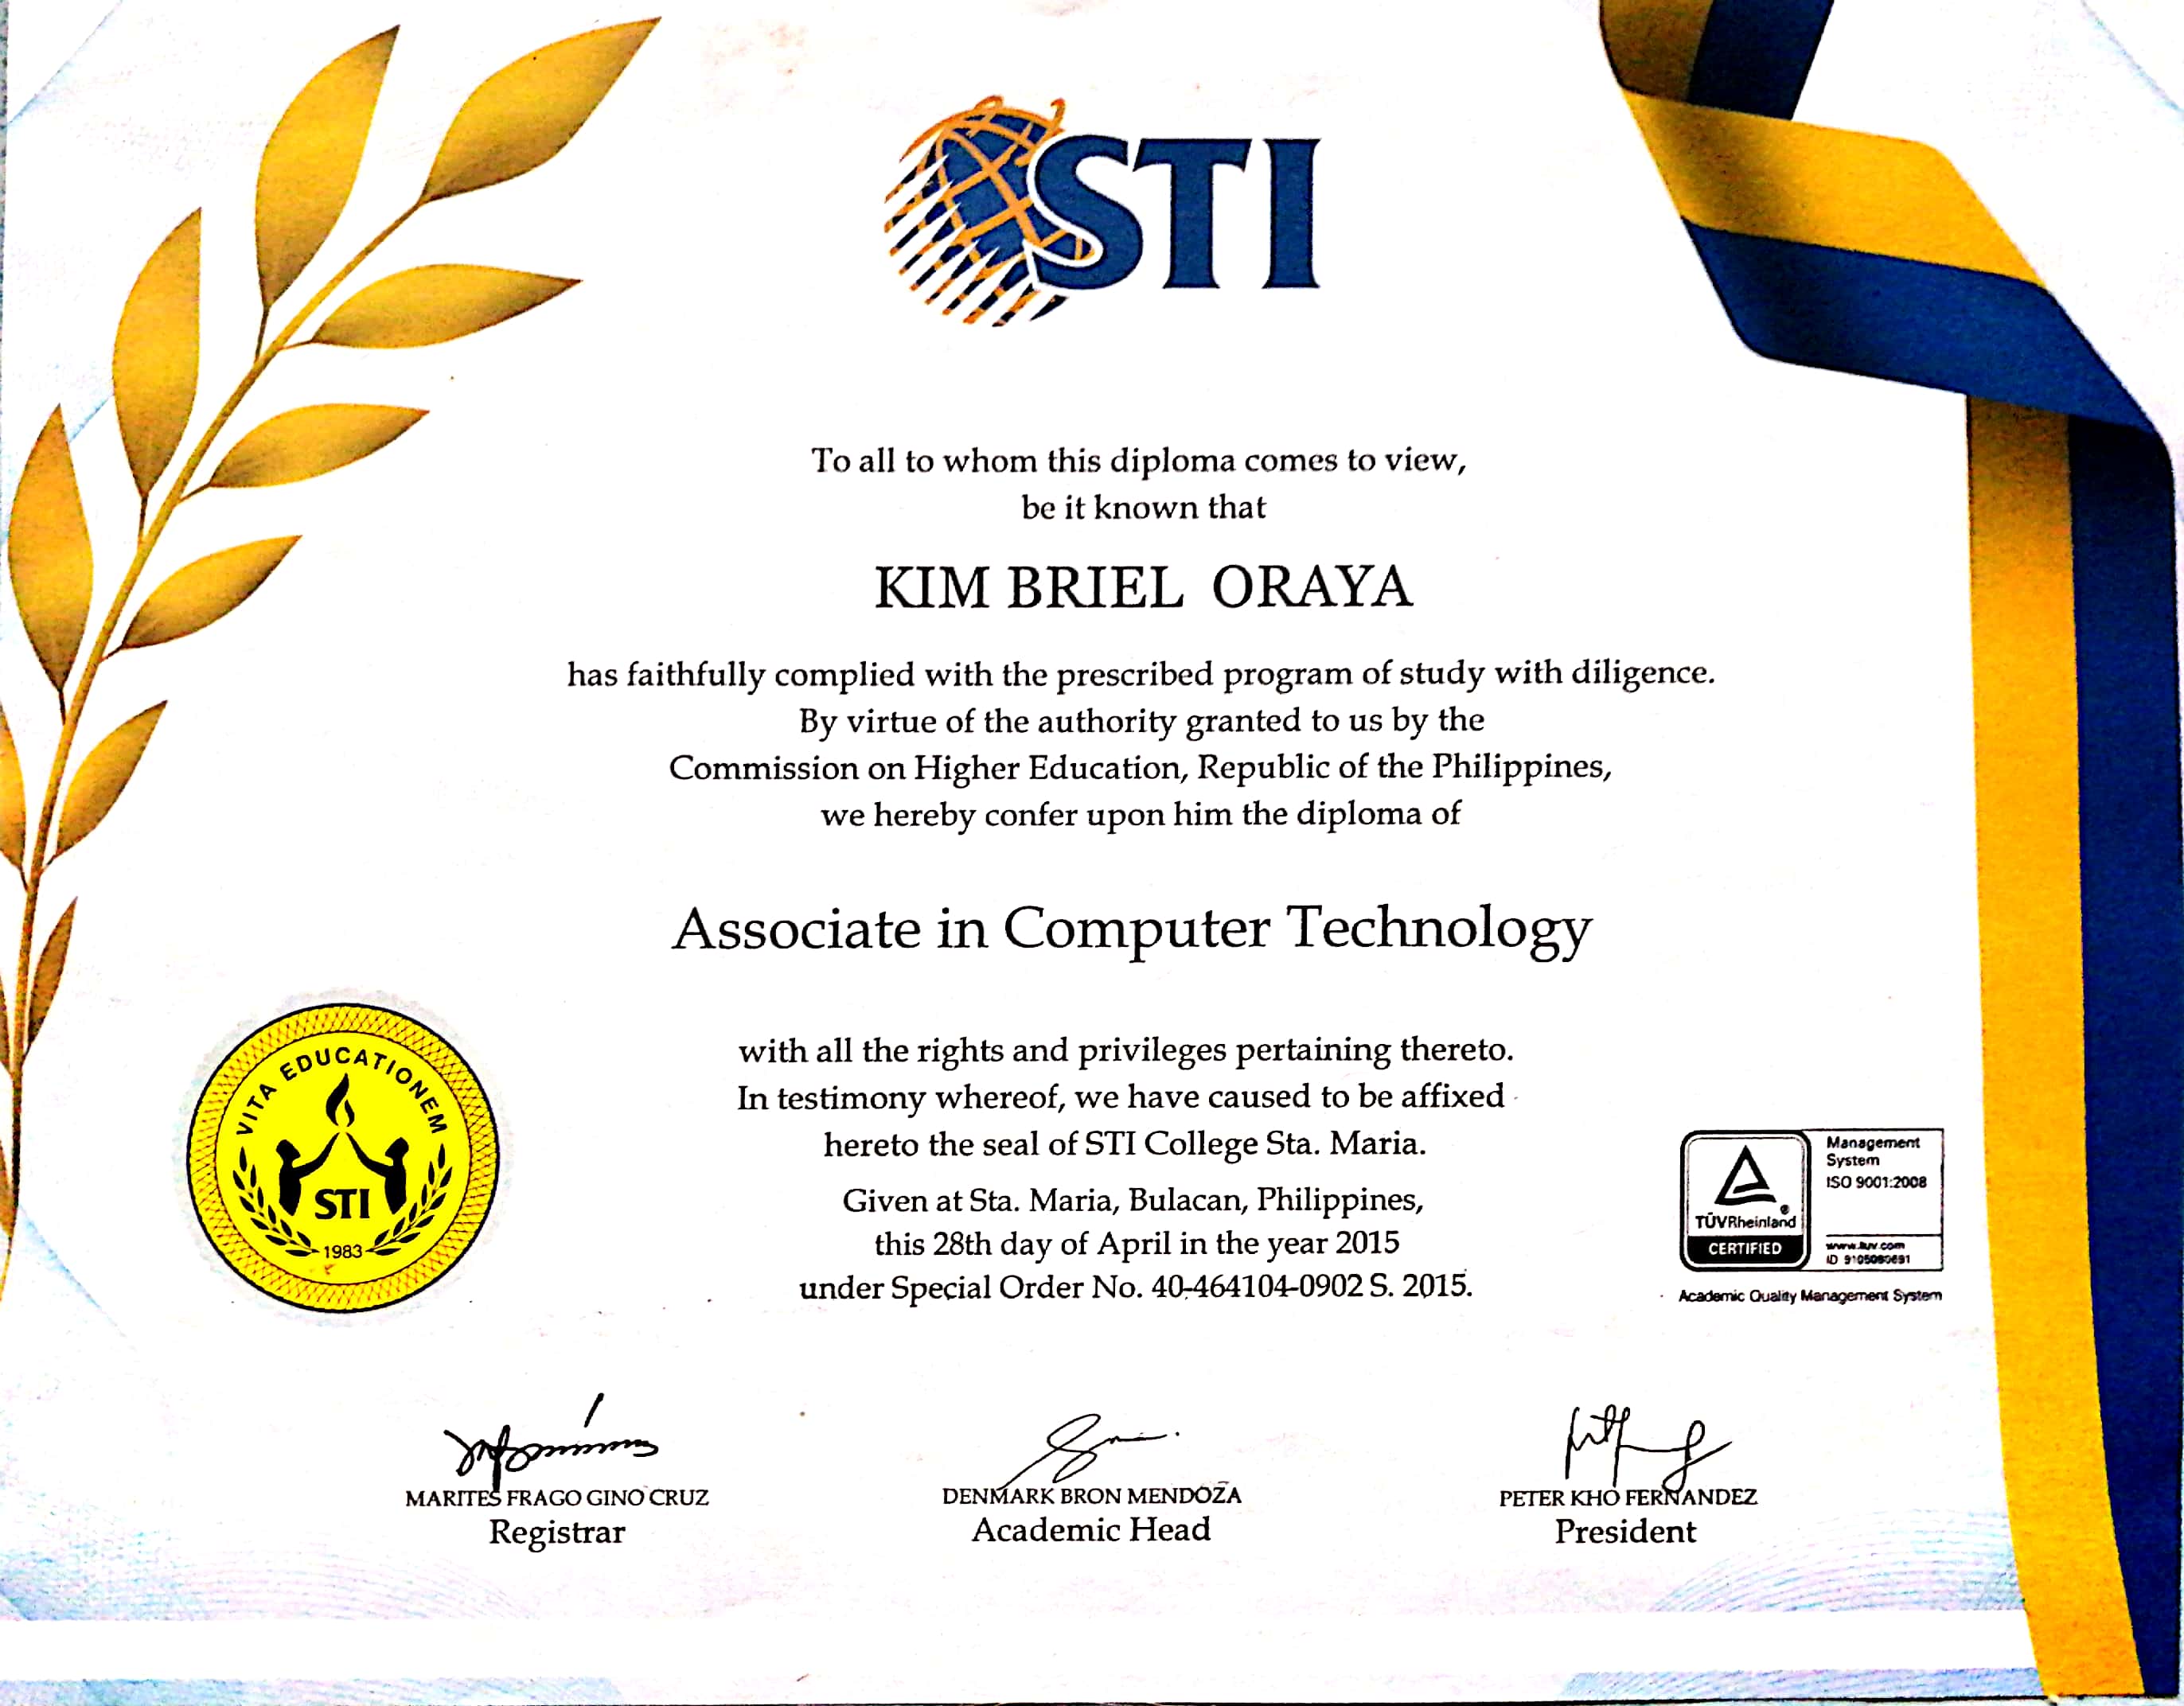 STI
To all to whom this diploma comes to view,
be it known that
KIM BRIEL ORAYA
has faithfully complied with the prescribed program of study with diligence.
By virtue of the authority granted to us by the
Commission on Higher Education, Republic of the Philippines,
we hereby confer upon him the diploma of
Associate in Computer Technology
with all the rights and privileges pertaining thereto.
In testimony whereof, we have caused to be affixed
hereto the seal of STI College Sta. Maria.
Given at Sta. Maria, Bulacan, Philippines,
this 28th day of April in the year 2015
under Special Order No. 40-464104-0902 S. 2015.
VITA EDUCATIONEM
STI
1983
TÜVRheinland®
CERTIFIED
Management
System
ISO 9001:2008
www.tuv.com
ID 9105080691
Academic Quality Management System
MARITES FRAGO GINO CRUZ
Registrar
DENMARK BRON MENDOZA
Academic Head
PETER KHO FERNANDEZ
President